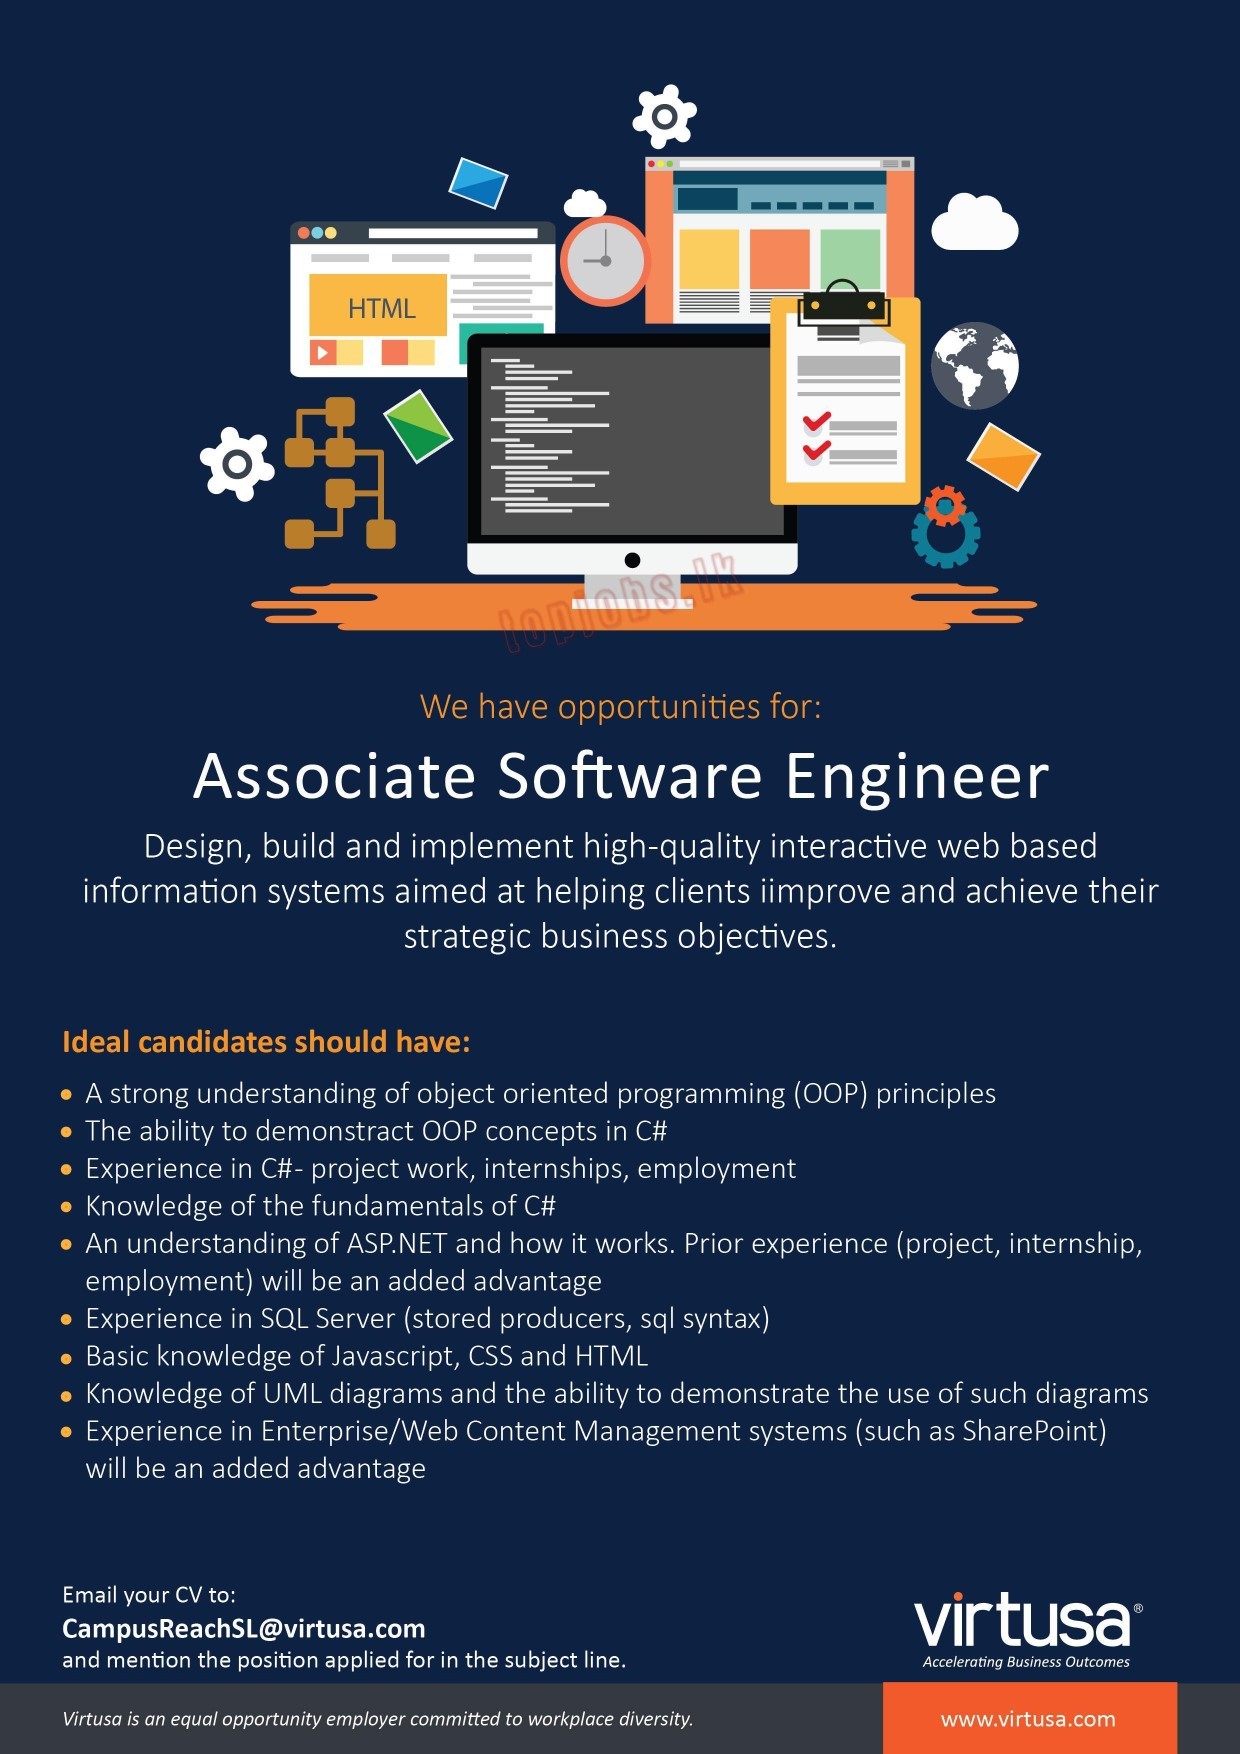 HTML
topjobs.lk
We have opportunities for:
Associate Software Engineer
Design, build and implement high-quality interactive web based
information systems aimed at helping clients iimprove and achieve their
strategic business objectives.
Ideal candidates should have:
• A strong understanding of object oriented programming (OOP) principles
• The ability to demonstract OOP concepts in C#
• Experience in C#- project work, internships, employment
• Knowledge of the fundamentals of C#
• An understanding of ASP.NET and how it works. Prior experience (project, internship,
employment) will be an added advantage
• Experience in SQL Server (stored producers, sql syntax)
• Basic knowledge of Javascript, CSS and HTML
• Knowledge of UML diagrams and the ability to demonstrate the use of such diagrams
• Experience in Enterprise/Web Content Management systems (such as SharePoint)
will be an added advantage
Email your CV to:
CampusReachSL@virtusa.com
and mention the position applied for in the subject line.
virtusa®
Accelerating Business Outcomes
Virtusa is an equal opportunity employer committed to workplace diversity.
www.virtusa.com